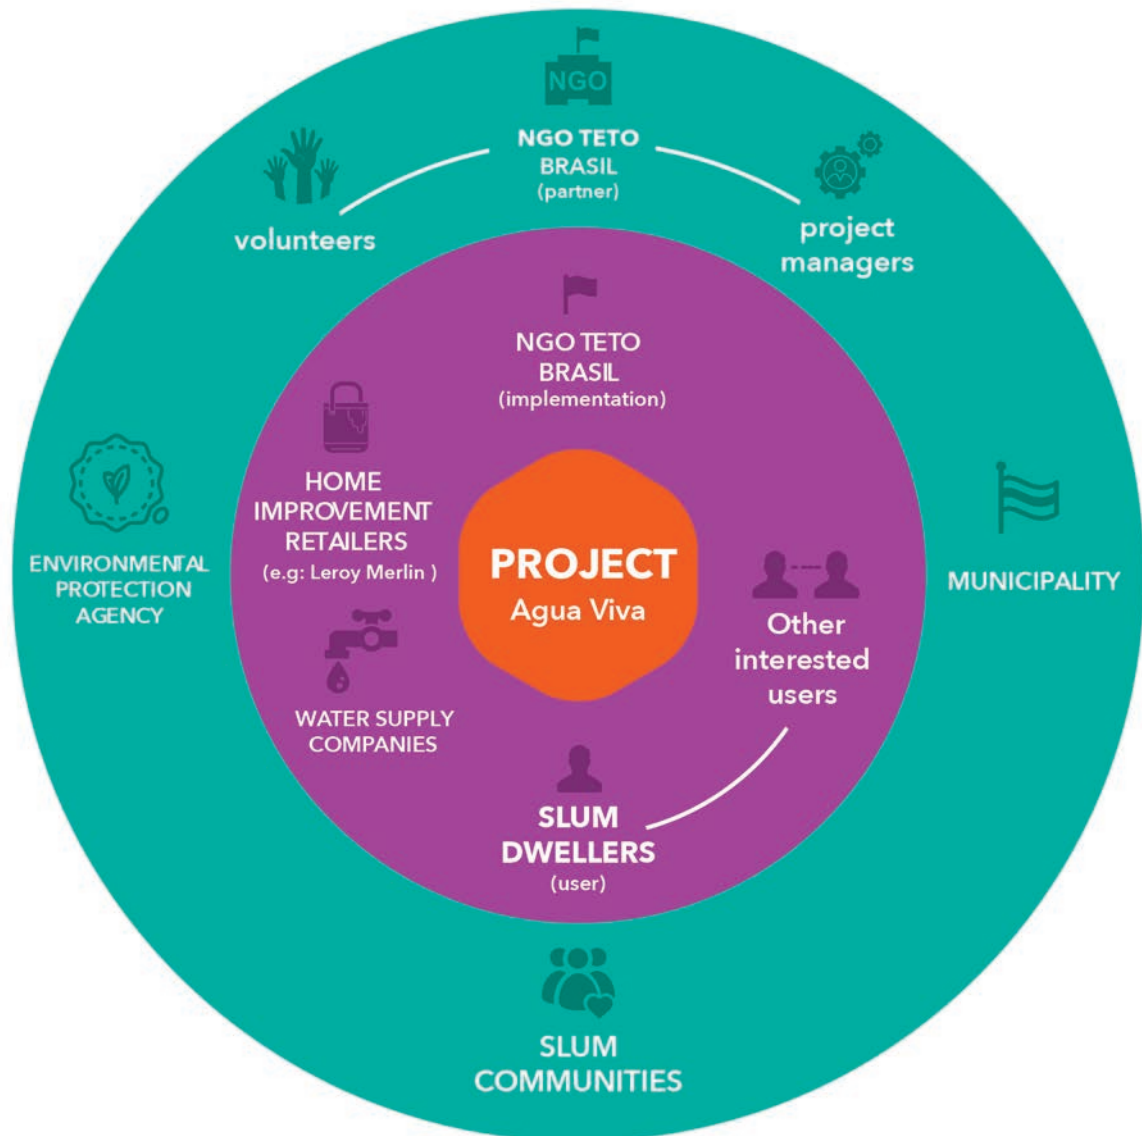 NGO
NGO TETO
BRASIL
(partner)
volunteers
project
managers
NGO TETO
BRASIL
(implementation)
HOME
IMPROVEMENT
RETAILERS
(e.g: Leroy Merlin )
ENVIRONMENTAL
PROTECTION
AGENCY
PROJECT
Agua Viva
MUNICIPALITY
Other
interested
users
WATER SUPPLY
COMPANIES
SLUM
DWELLERS
(user)
SLUM
COMMUNITIES